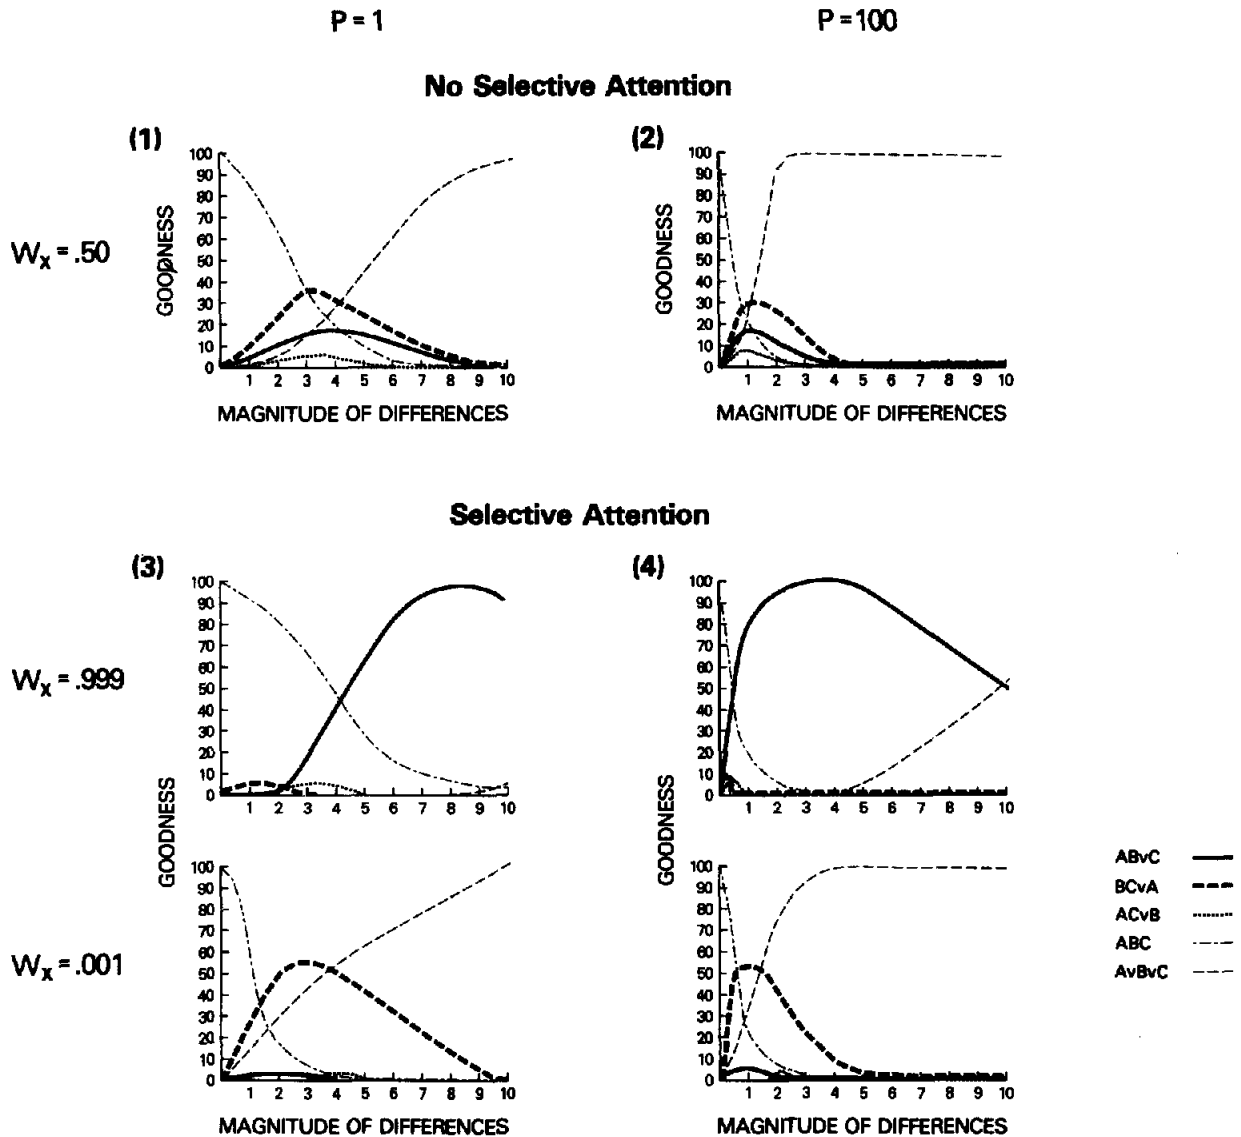 P = 1
P = 100
No Selective Attention
(1)
(2)
Wx = .50
GOODNESS
100
90
80
70
60
50
40
30
20
10
0
1 2 3 4 5 6 7 8 9 10
MAGNITUDE OF DIFFERENCES
GOODNESS
100
90
80
70
60
50
40
30
20
10
0
1 2 3 4 5 6 7 8 9 10
MAGNITUDE OF DIFFERENCES
Selective Attention
(3)
(4)
Wx = .999
100
90
80
70
60
50
40
30
20
10
0
1 2 3 4 5 6 7 8 9 10
100
90
80
70
60
50
40
30
20
10
0
1 2 3 4 5 6 7 8 9 10
GOODNESS
GOODNESS
Wx = .001
100
90
80
70
60
50
40
30
20
10
0
1 2 3 4 5 6 7 8 9 10
MAGNITUDE OF DIFFERENCES
100
90
80
70
60
50
40
30
20
10
0
1 2 3 4 5 6 7 8 9 10
MAGNITUDE OF DIFFERENCES
ABvC
BCvA
ACvB
ABC
AvBvC